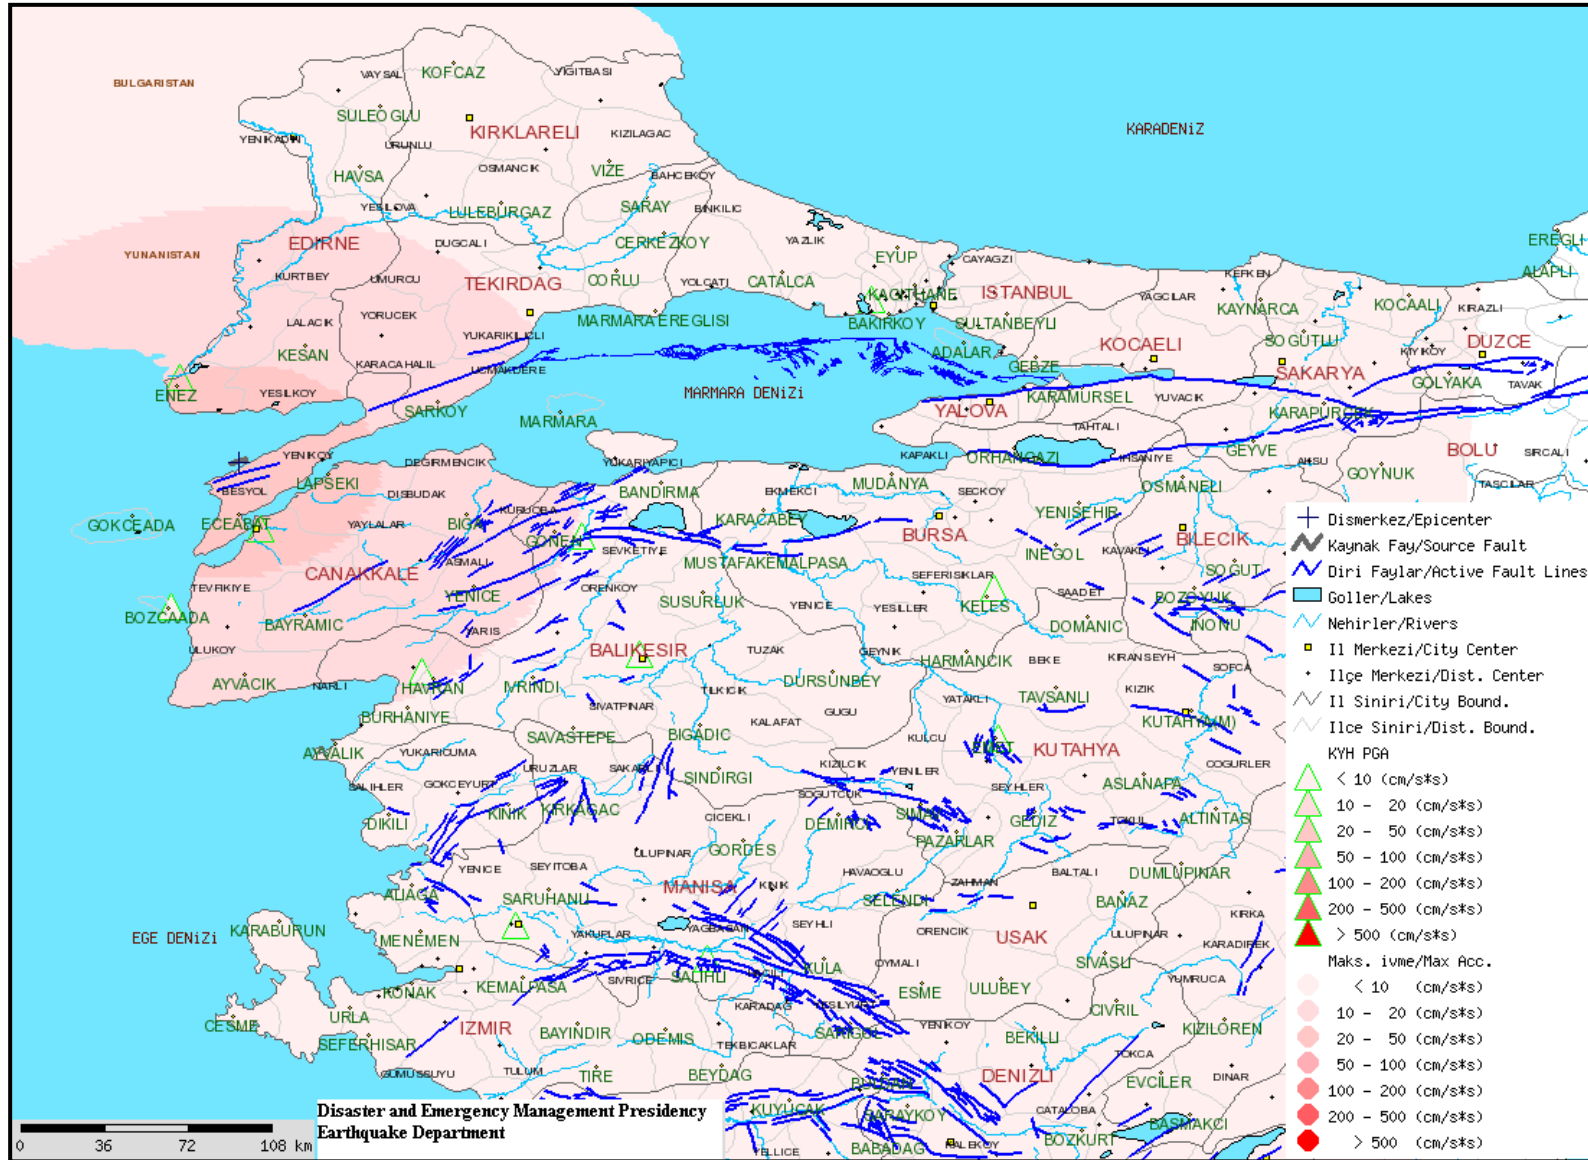 BULGARISTAN
VAYSAL
KOFCAZ
YIGITBASI
SULEOGLU
KIRKLARELI
KIZILAGAC
KARADENiZ
YENIKADIN
URUNLU
HAVSA
OSMANCIK
VIZE
BAHCEKOY
YESILOVA
LULEBURGAZ
SARAY
BINKILIC
YUNANISTAN
EDIRNE
DUGCALI
CERKEZKOY
YAZLIK
EYUP
CAYAGZI
EREGLI
KURTBEY
UMURCU
TEKIRDAG
CORLU
YOLCATI
CATALCA
KAGITHANE
ISTANBUL
KEFKEN
ALAPLI
YAGCILAR
KAYNARCA
KOCAALI
KIRAZLI
LALACIK
YORUCEK
MARMARA EREGLISI
BAKIRKOY
SULTANBEYLI
KESAN
YUKARIKILICLI
ADALAR
KOCAELI
SOGUTLU
KIYIKOY
DUZCE
KARACAHALIL
UCMAKDERE
GEBZE
SAKARYA
GOLYAKA
TAVAK
ENEZ
YESILKOY
MARMARA DENiZi
KARAMURSEL
YUVACIK
SARKOY
MARMARA
YALOVA
KARAPURCEK
TAHTALI
YENIKOY
DEGIRMENCIK
YUKARIYAPICI
KAPAKLI
ORHANGAZI
IHSANIYE
GEYVE
AKSU
BOLU
SIRCALI
GOYNUK
BESYOL
LAPSEKI
DISBUDAK
BANDIRMA
EKMEKCI
MUDANYA
SECKOY
OSMANELI
TASCILAR
GOKCEADA
ECEABAT
YAYLALAR
BIGA
KURUOBA
KARACABEY
YENISEHIR
BURSA
BILECIK
GONEN
SEVKETIYE
INEGOL
KAVAKLI
CANAKKALE
ASMALI
MUSTAFAKEMALPASA
SOGUT
TEVFIKIYE
ORENKOY
SEFERISIKLAR
YENICE
SUSURLUK
YENICE
YESILLER
KELES
SAADET
BOZUYUK
BOZCAADA
BAYRAMIC
YARIS
DOMANIC
INONU
ULUKOY
BALIKESIR
TUZAK
GEYNIK
HARMANCIK
BEKE
KIRANSEYH
SOFCA
AYVACIK
NARLI
HAVRAN
IVRINDI
TILKICIK
DURSUNBEY
YATAKLI
TAVSANLI
KIZIK
BURHANIYE
SIVATPINAR
KALAFAT
GUGU
KUTAHYA(M)
SAVASTEPE
BIGADIC
KULCU
EMET
KUTAHYA
AYVALIK
YUKARICUMA
URUZLAR
SAKARLI
SINDIRGI
KIZILCIK
YENILER
COGURLER
SALIHLER
GOKCEYURT
SOGUTCUK
SEYHLER
ASLANAPA
DIKILI
KINIK
KIRKAGAC
CICEKLI
DEMIRCI
SIMAV
GEDIZ
TOKUL
ALTINTAS
PAZARLAR
YENICE
SEYITOBA
ULUPINAR
GORDES
HAVAOGLU
BALTALI
DUMLUPINAR
ALIAGA
SARUHANLI
MANISA
KINIK
SELENDI
ZAHMAN
BANAZ
KIRKA
EGE DENiZi
KARABURUN
MENEMEN
YAKUPLAR
YAGBASAN
SEYHLI
ORENCIK
USAK
ULUPINAR
KARADIREK
KONAK
KEMALPASA
SIVRICE
SALIHLI
KULA
OYMALI
SIVASLI
YUMRUCA
CESME
URLA
IZMIR
KARADAG
YESILYURT
ESME
ULUBEY
CIVRIL
SEFERHISAR
BAYINDIR
ODEMIS
TEKBICAKLAR
SARIGOL
YENIKOY
BEKILLI
KIZILOREN
GUMUSSUYU
TULUM
TIRE
BEYDAG
BULDAN
DENIZLI
TOKCA
EVCILER
DINAR
KUYUCAK
SARAYKOY
CATALOBA
BASMAKCI
YELLICE
BABADAG
KALEKOY
BOZKURT
Dismerkez/Epicenter
Kaynak Fay/Source Fault
Diri Faylar/Active Fault Lines
Goller/Lakes
Nehirler/Rivers
Il Merkezi/City Center
Ilçe Merkezi/Dist. Center
Il Siniri/City Bound.
Ilce Siniri/Dist. Bound.
KYH PGA
< 10 (cm/s*s)
10 - 20 (cm/s*s)
20 - 50 (cm/s*s)
50 - 100 (cm/s*s)
100 - 200 (cm/s*s)
200 - 500 (cm/s*s)
> 500 (cm/s*s)
Maks. ivme/Max Acc.
< 10 (cm/s*s)
10 - 20 (cm/s*s)
20 - 50 (cm/s*s)
50 - 100 (cm/s*s)
100 - 200 (cm/s*s)
200 - 500 (cm/s*s)
> 500 (cm/s*s)
Disaster and Emergency Management Presidency
Earthquake Department
0 36 72 108 km